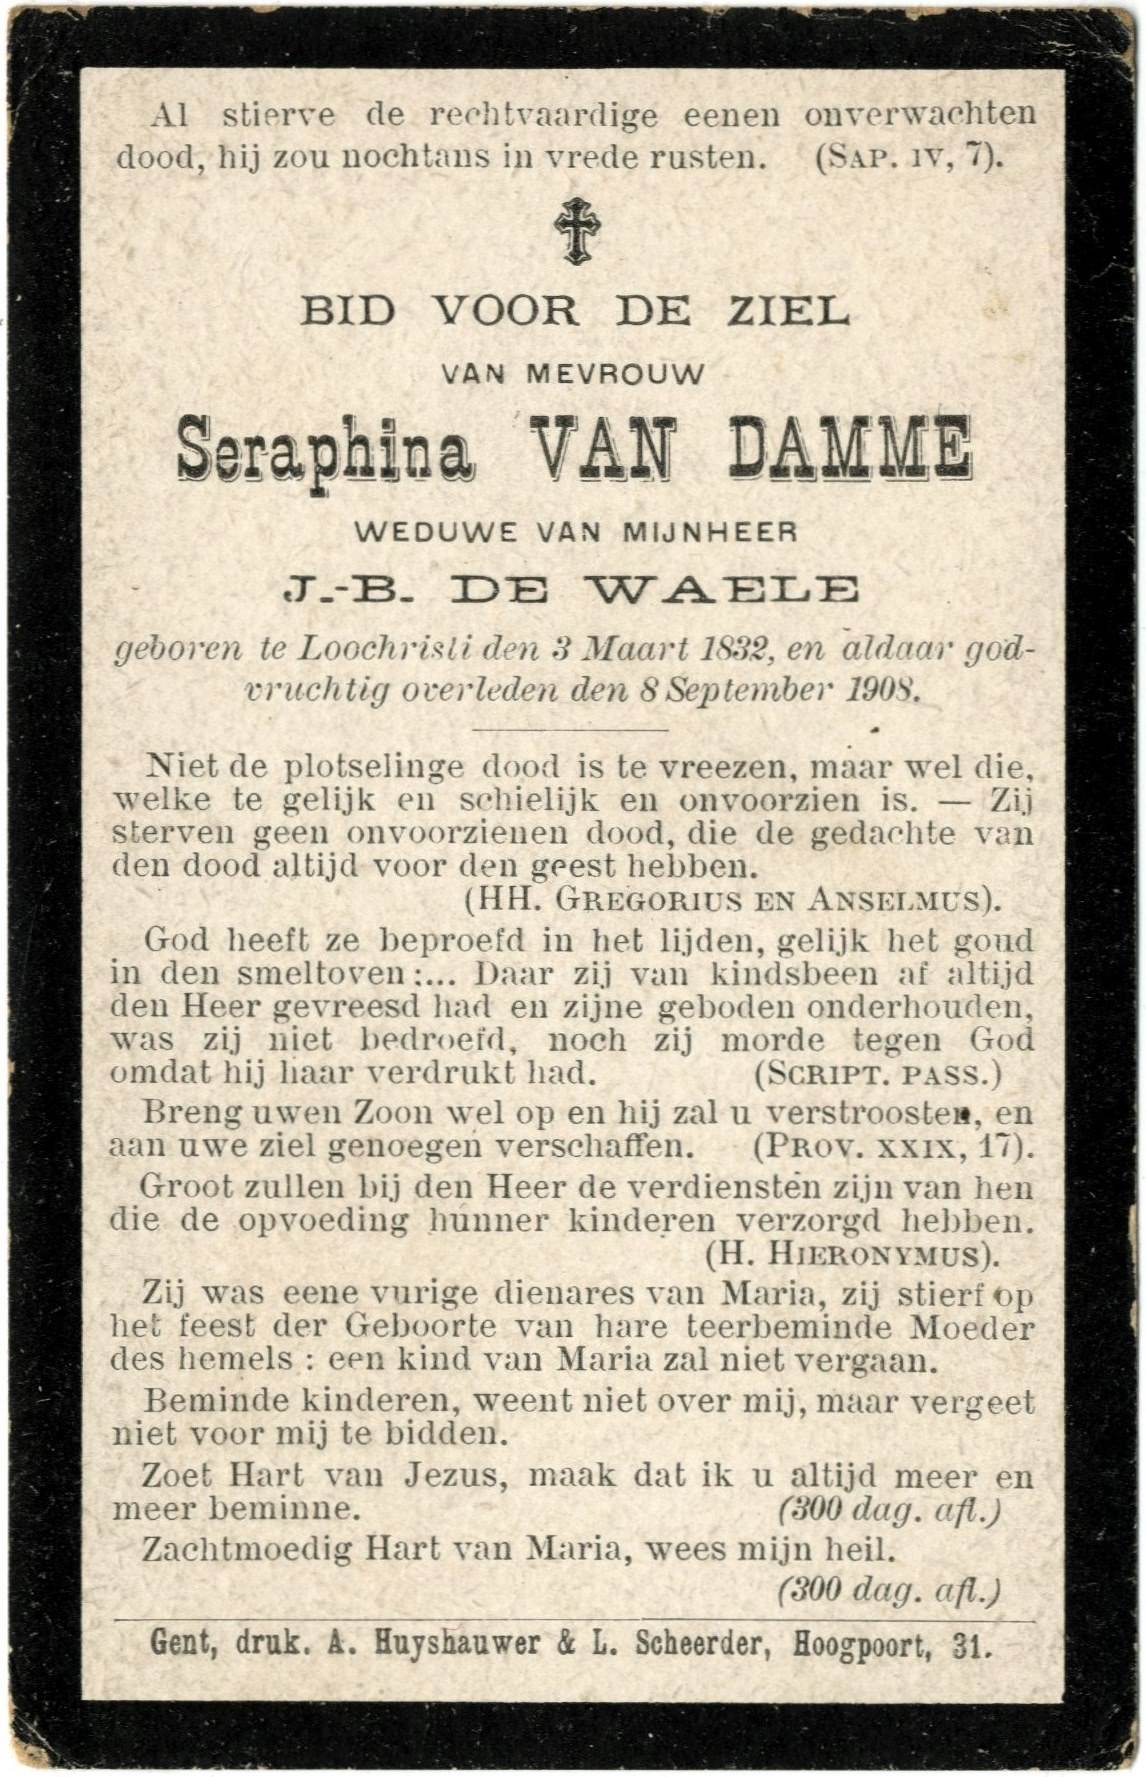 Al stierve de rechtvaardige eenen onverwachten
dood, hij zou nochtans in vrede rusten. (SAP. IV, 7).
BID VOOR DE ZIEL
VAN MEVROUW
Seraphina VAN DAMME
WEDUWE VAN MIJNHEER
J.-B. DE WAELE
geboren te Loochristi den 3 Maart 1832, en aldaar god-
vruchtig overleden den 8 September 1908.
Niet de plotselinge dood is te vreezen, maar wel die,
welke te gelijk en schielijk en onvoorzien is. — Zij
sterven geen onvoorzienen dood, die de gedachte van
den dood altijd voor den geest hebben.
(HH. GREGORIUS EN ANSELMUS).
God heeft ze beproefd in het lijden, gelijk het goud
in den smeltoven:... Daar zij van kindsbeen af altijd
den Heer gevreesd had en zijne geboden onderhouden,
was zij niet bedroefd, noch zij morde tegen God
omdat hij haar verdrukt had. (SCRIPT. PASS.)
Breng uwen Zoon wel op en hij zal u verstroosten, en
aan uwe ziel genoegen verschaffen. (PROV. XXIX, 17).
Groot zullen bij den Heer de verdiensten zijn van hen
die de opvoeding hunner kinderen verzorgd hebben.
(H. HIERONYMUS).
Zij was eene vurige dienares van Maria, zij stierf op
het feest der Geboorte van hare teerbeminde Moeder
des hemels : een kind van Maria zal niet vergaan.
Beminde kinderen, weent niet over mij, maar vergeet
niet voor mij te bidden.
Zoet Hart van Jezus, maak dat ik u altijd meer en
meer beminne. (300 dag. afl.)
Zachtmoedig Hart van Maria, wees mijn heil.
(300 dag. afl.)
Gent, druk. A. Huyshauwer & L. Scheerder, Hoogpoort, 31.